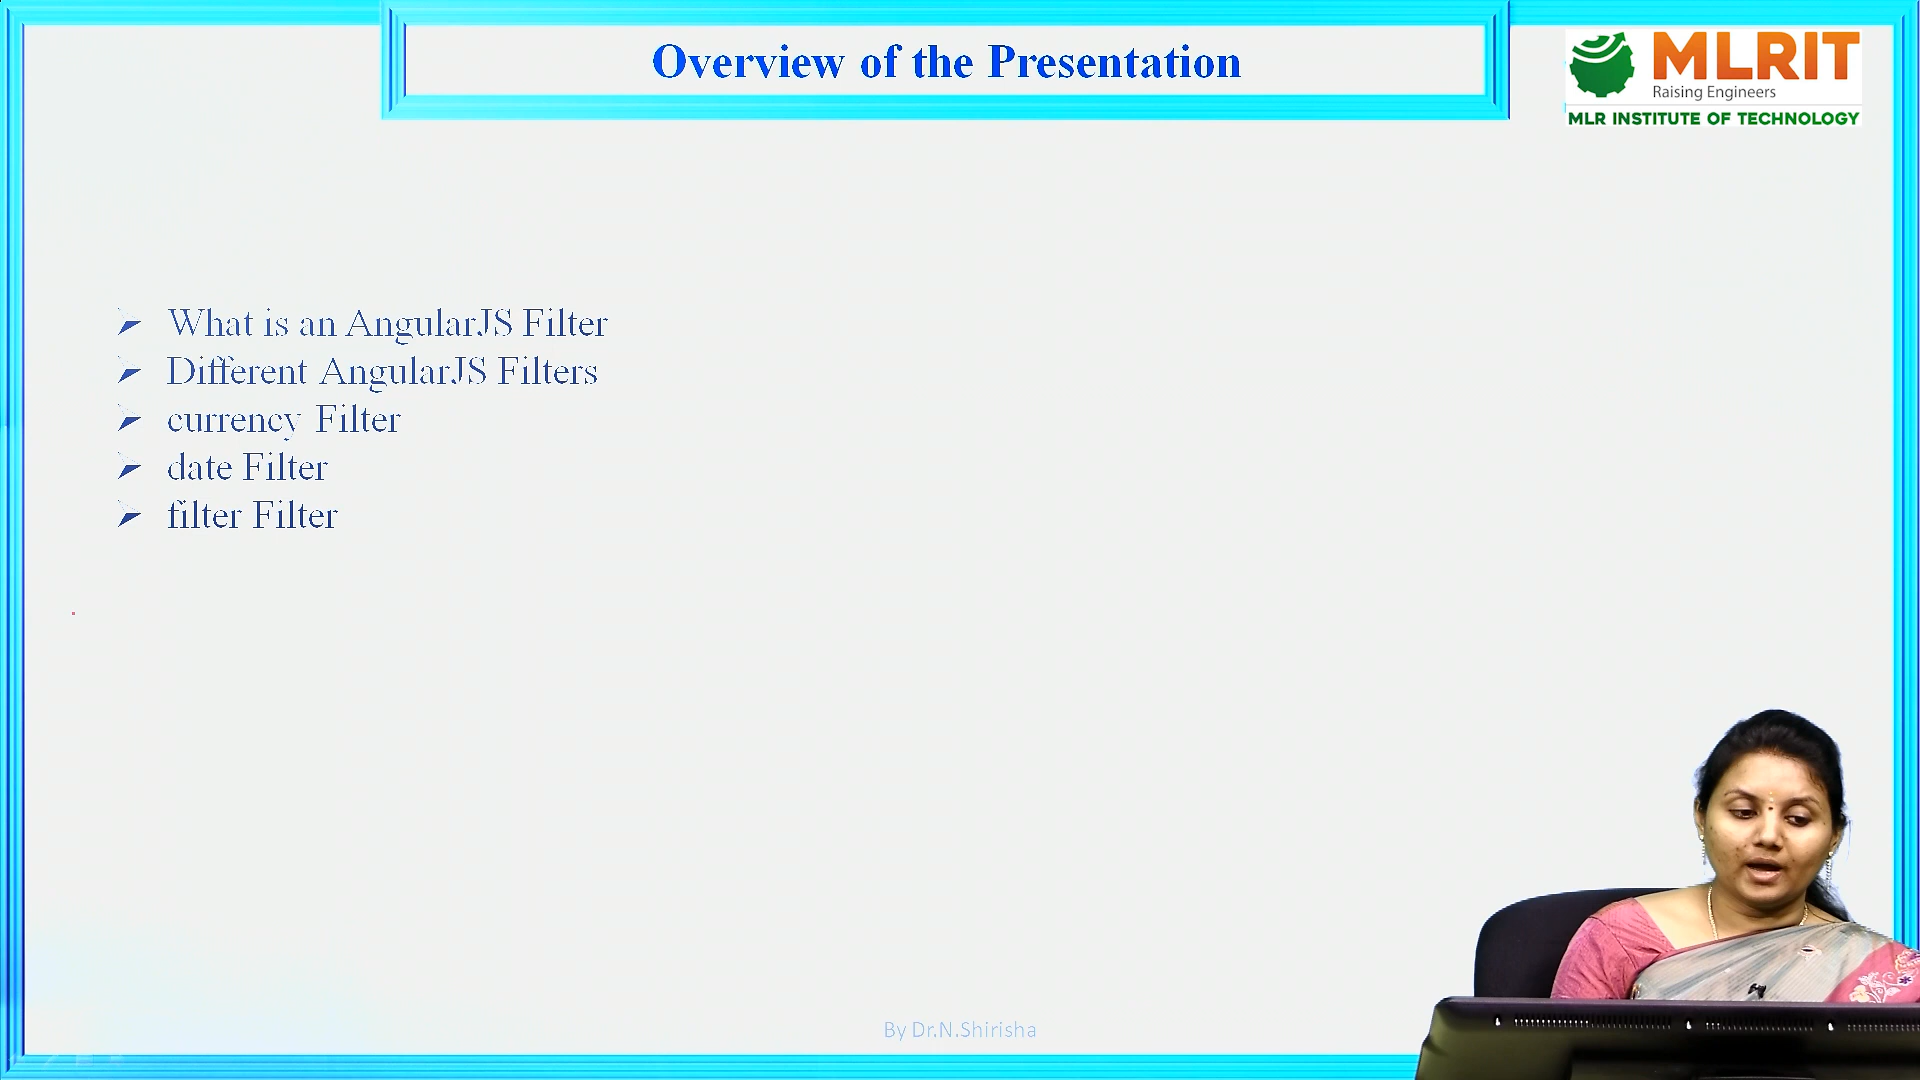 Overview of the Presentation
MLRIT
Raising Engineers
MLR INSTITUTE OF TECHNOLOGY
What is an AngularJS Filter
Different AngularJS Filters
currency Filter
date Filter
filter Filter
By Dr.N.Shirisha